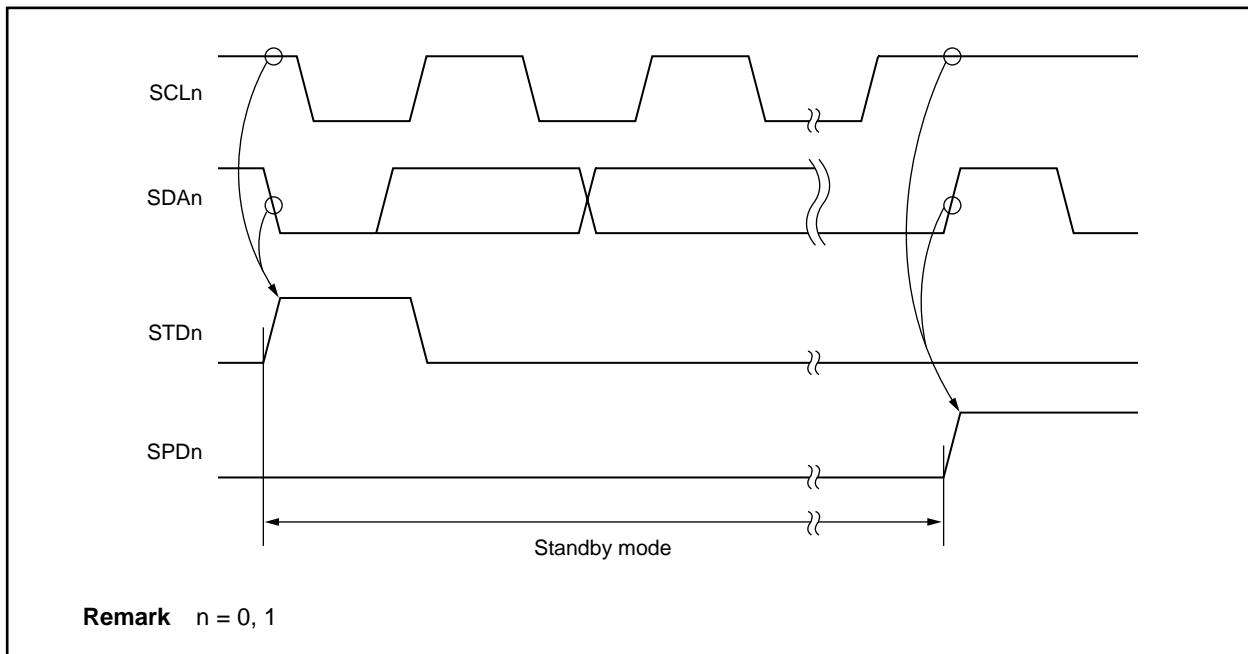 SCLn
SDAn
STDn
SPDn
Standby mode
Remark n = 0, 1